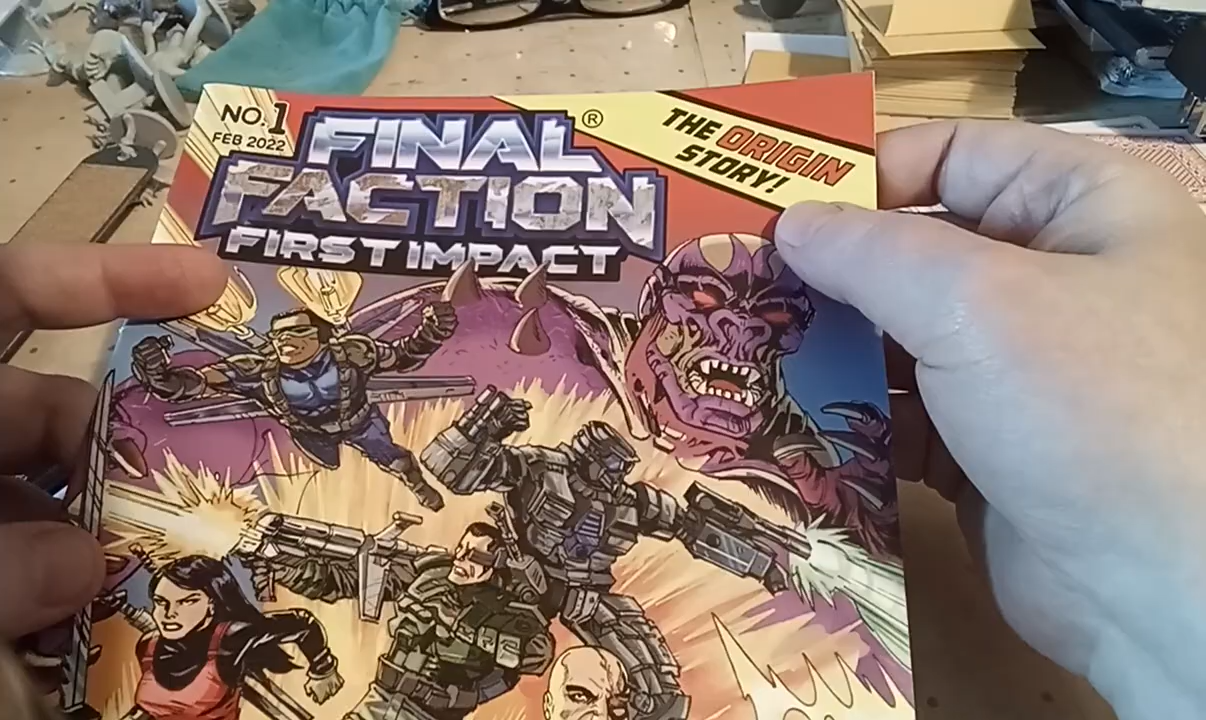 NO.1
FEB 2022
FINAL®
FACTION
FIRST IMPACT
THE ORIGIN
STORY!